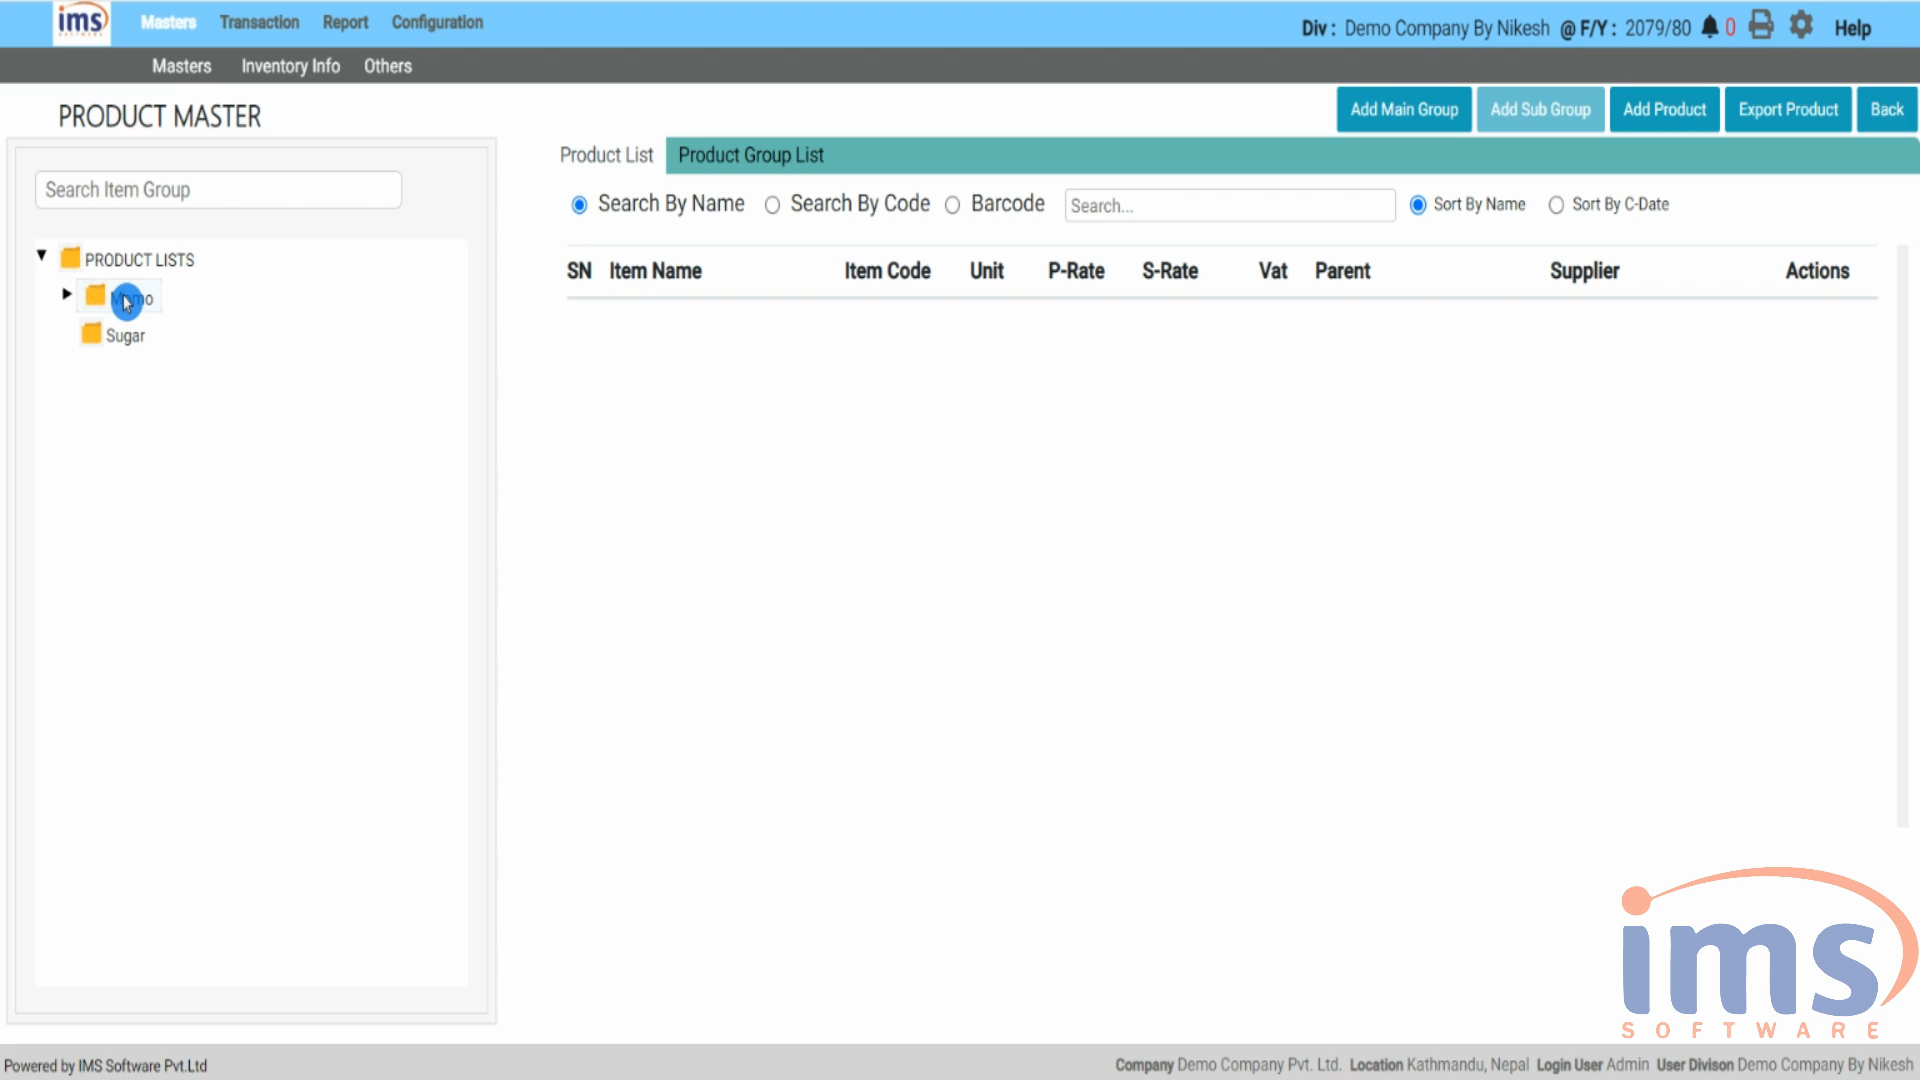 ims
SOFTWARE
Masters Transaction Report Configuration
Div : Demo Company By Nikesh @ F/Y : 2079/80 0 Help
Masters Inventory Info Others
PRODUCT MASTER
Add Main Group Add Sub Group Add Product Export Product Back
Search Item Group
PRODUCT LISTS
Sugar
Product List Product Group List
Search By Name Search By Code Barcode Search... Sort By Name Sort By C-Date
SN Item Name Item Code Unit P-Rate S-Rate Vat Parent Supplier Actions
ims
SOFTWARE
Powered by IMS Software Pvt.Ltd
Company Demo Company Pvt. Ltd. Location Kathmandu, Nepal Login User Admin User Divison Demo Company By Nikesh